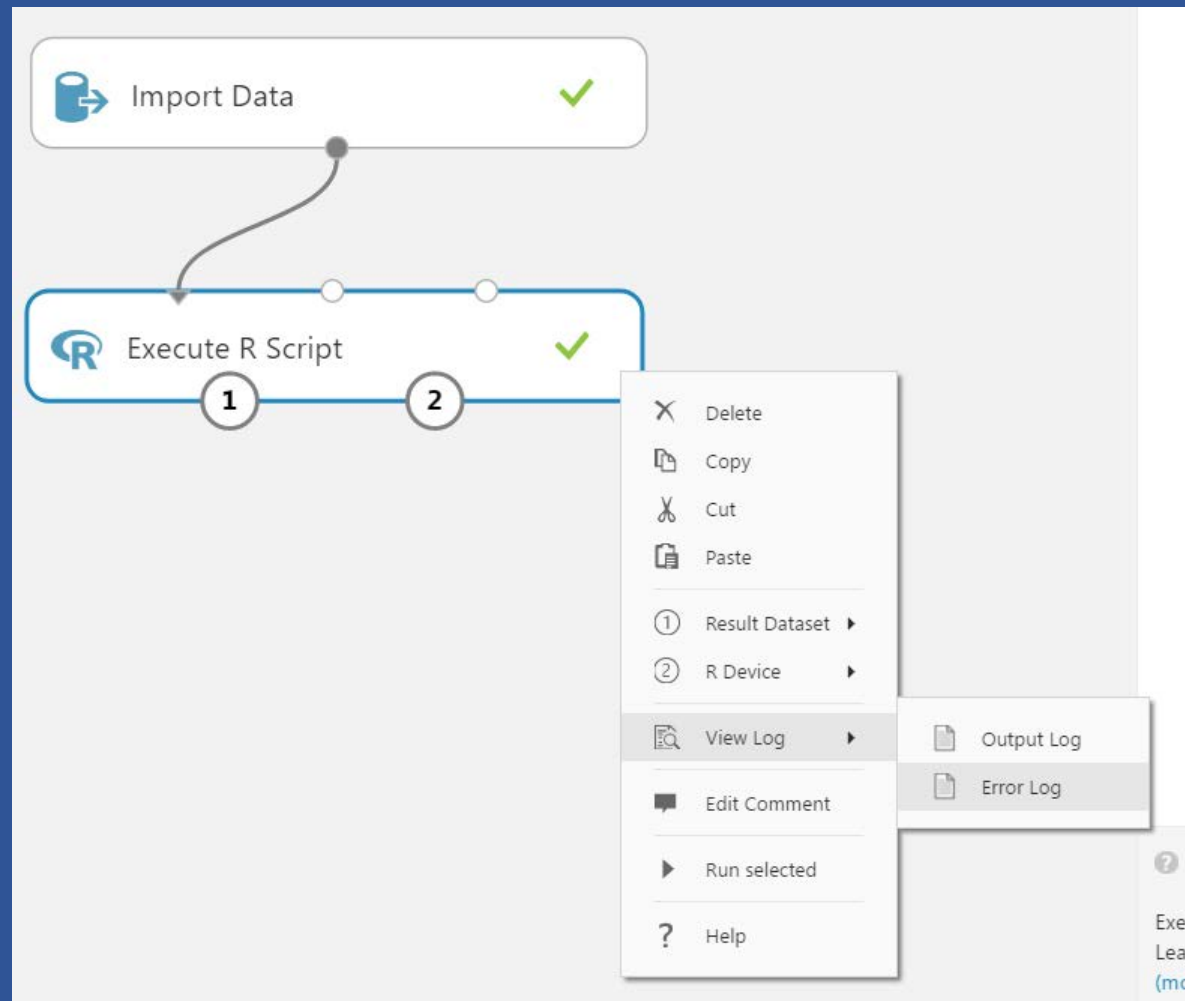 Import Data
Execute R Script
1 2
Delete
Copy
Cut
Paste
1 Result Dataset
2 R Device
View Log
Output Log
Error Log
Edit Comment
Run selected
? Help
?
Exe
Lea
(mo